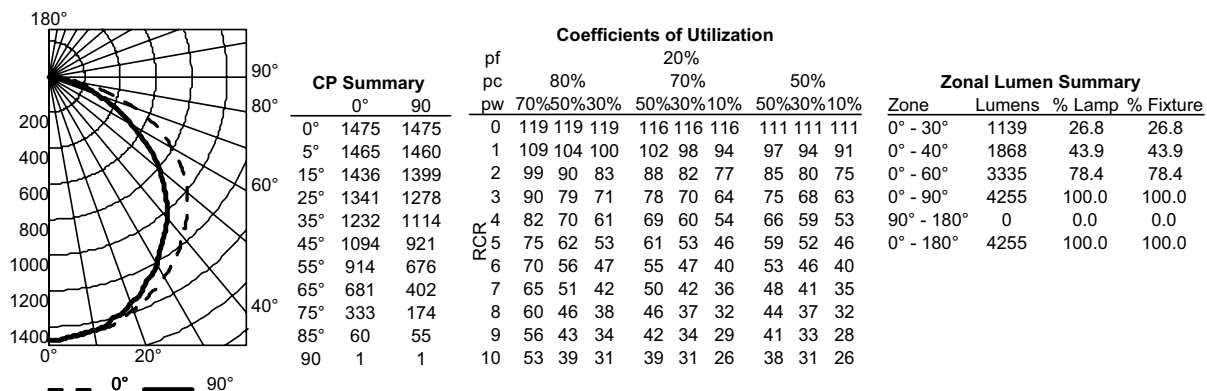 180°
90°
80°
60°
40°
200
400
600
800
1000
1200
1400
0° 20°
0° 90°
CP Summary
0° 90
0° 1475 1475
5° 1465 1460
15° 1436 1399
25° 1341 1278
35° 1232 1114
45° 1094 921
55° 914 676
65° 681 402
75° 333 174
85° 60 55
90 1 1
Coefficients of Utilization
pf 20%
pc 80% 70% 50%
pw 70%50%30% 50%30%10% 50%30%10%
RCR
0 119 119 119 116 116 116 111 111 111
1 109 104 100 102 98 94 97 94 91
2 99 90 83 88 82 77 85 80 75
3 90 79 71 78 70 64 75 68 63
4 82 70 61 69 60 54 66 59 53
5 75 62 53 61 53 46 59 52 46
6 70 56 47 55 47 40 53 46 40
7 65 51 42 50 42 36 48 41 35
8 60 46 38 46 37 32 44 37 32
9 56 43 34 42 34 29 41 33 28
10 53 39 31 39 31 26 38 31 26
Zonal Lumen Summary
Zone Lumens % Lamp % Fixture
0° - 30° 1139 26.8 26.8
0° - 40° 1868 43.9 43.9
0° - 60° 3335 78.4 78.4
0° - 90° 4255 100.0 100.0
90° - 180° 0 0.0 0.0
0° - 180° 4255 100.0 100.0